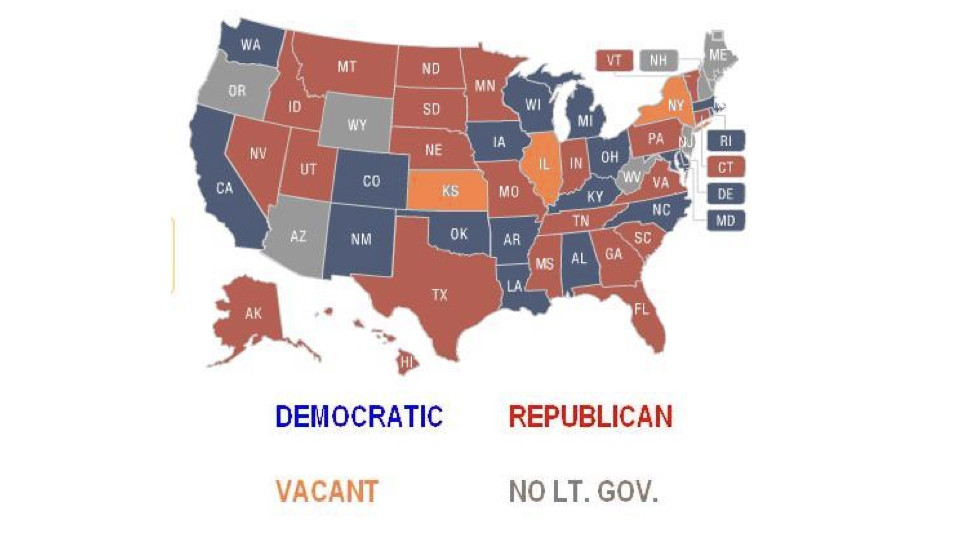 WA
OR
CA
NV
ID
MT
WY
UT
AZ
CO
NM
ND
SD
NE
KS
OK
TX
MN
IA
MO
AR
LA
WI
IL
MI
IN
OH
KY
TN
MS
AL
GA
FL
SC
NC
VA
WV
PA
NY
NJ
VT
NH
ME
RI
CT
DE
MD
AK
HI
DEMOCRATIC
REPUBLICAN
VACANT
NO LT. GOV.